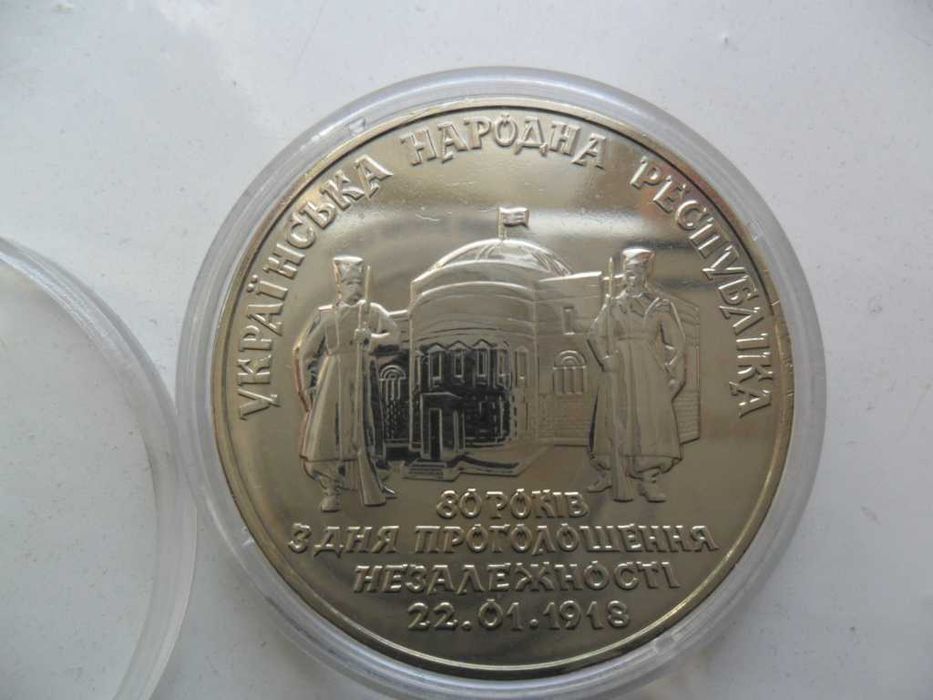 УКРАЇНСЬКА НАРОДНА РЕСПУБЛІКА
80 РОКІВ
З ДНЯ ПРОГОЛОШЕННЯ
НЕЗАЛЕЖНОСТІ
22.01.1918